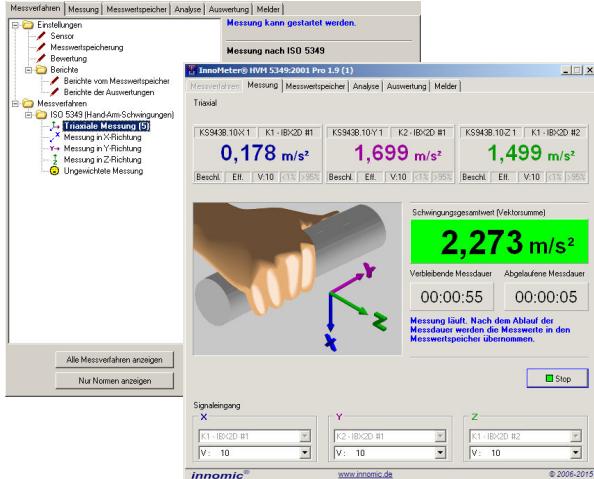 Messverfahren Messung Messwertspeicher Analyse Auswertung Melder
Einstellungen
Sensor
Messwertspeicherung
Bewertung
Berichte
Berichte vom Messwertspeicher
Berichte der Auswertungen
Messverfahren
ISO 5349 (Hand-Arm-Schwingungen)
Triaxiale Messung (5)
Messung in X-Richtung
Messung in Y-Richtung
Messung in Z-Richtung
Ungewichtete Messung
Alle Messverfahren anzeigen
Nur Normen anzeigen
Messung kann gestartet werden.
Messung nach ISO 5349
InnoMeter® HVM 5349:2001 Pro 1.9 (1)
Messverfahren Messung Messwertspeicher Analyse Auswertung Melder
Triaxial
KS943B.10-X 1 K1 - IBX2D #1 KS943B.10-Y 1 K2 - IBX2D #1 KS943B.10-Z 1 K1 - IBX2D #2
0,178 m/s² 1,699 m/s² 1,499 m/s²
Beschl. Eff. V:10 <1% >95% Beschl. Eff. V:10 <1% >95% Beschl. Eff. V:10 <1% >95%
X Y Z
Schwingungsgesamtwert (Vektorsumme)
2,273 m/s²
Verbleibende Messdauer Abgelaufene Messdauer
00:00:55 00:00:05
Messung läuft. Nach dem Ablauf der
Messdauer werden die Messwerte in den
Messwertspeicher übernommen.
Stop
Signaleingang
X Y Z
K1 - IBX2D #1 K2 - IBX2D #1 K1 - IBX2D #2
V: 10 V: 10 V: 10
innomic® www.innomic.de © 2006-2015